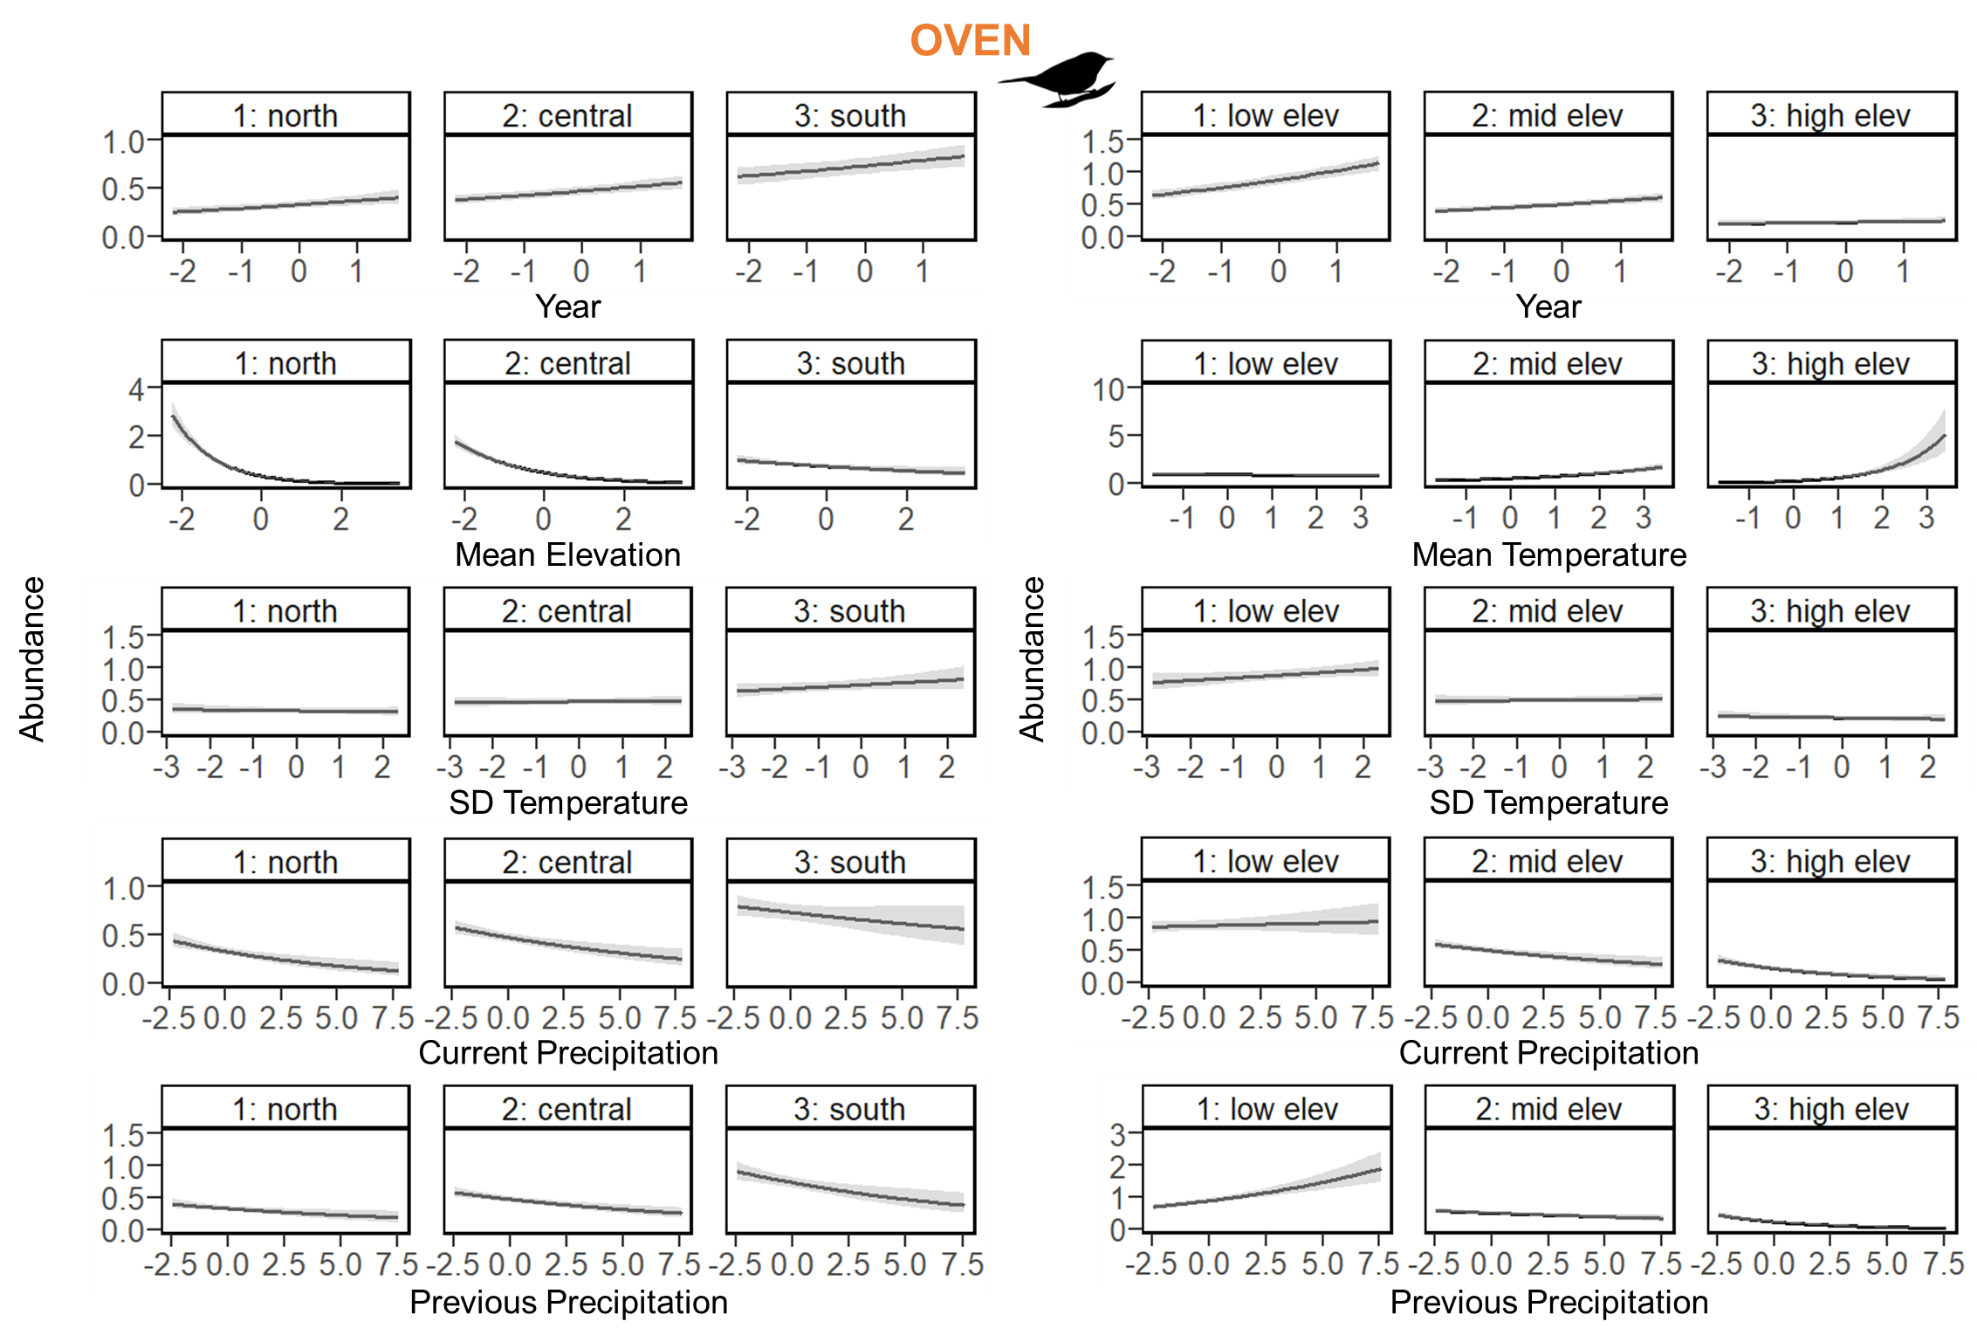 OVEN
1: north 2: central 3: south
1.0
0.5
0.0
-2 -1 0 1 -2 -1 0 1 -2 -1 0 1
Year
1: low elev 2: mid elev 3: high elev
1.5
1.0
0.5
0.0
-2 -1 0 1 -2 -1 0 1 -2 -1 0 1
Year
1: north 2: central 3: south
4
2
0
-2 0 2 -2 0 2 -2 0 2
Mean Elevation
1: low elev 2: mid elev 3: high elev
10
5
0
-1 0 1 2 3 -1 0 1 2 3 -1 0 1 2 3
Mean Temperature
Abundance
1: north 2: central 3: south
1.5
1.0
0.5
0.0
-3 -2 -1 0 1 2 -3 -2 -1 0 1 2 -3 -2 -1 0 1 2
SD Temperature
Abundance
1: low elev 2: mid elev 3: high elev
1.5
1.0
0.5
0.0
-3 -2 -1 0 1 2 -3 -2 -1 0 1 2 -3 -2 -1 0 1 2
SD Temperature
1: north 2: central 3: south
1.0
0.5
0.0
-2.5 0.0 2.5 5.0 7.5 -2.5 0.0 2.5 5.0 7.5 -2.5 0.0 2.5 5.0 7.5
Current Precipitation
1: low elev 2: mid elev 3: high elev
1.5
1.0
0.5
0.0
-2.5 0.0 2.5 5.0 7.5 -2.5 0.0 2.5 5.0 7.5 -2.5 0.0 2.5 5.0 7.5
Current Precipitation
1: north 2: central 3: south
1.5
1.0
0.5
0.0
-2.5 0.0 2.5 5.0 7.5 -2.5 0.0 2.5 5.0 7.5 -2.5 0.0 2.5 5.0 7.5
Previous Precipitation
1: low elev 2: mid elev 3: high elev
3
2
1
0
-2.5 0.0 2.5 5.0 7.5 -2.5 0.0 2.5 5.0 7.5 -2.5 0.0 2.5 5.0 7.5
Previous Precipitation